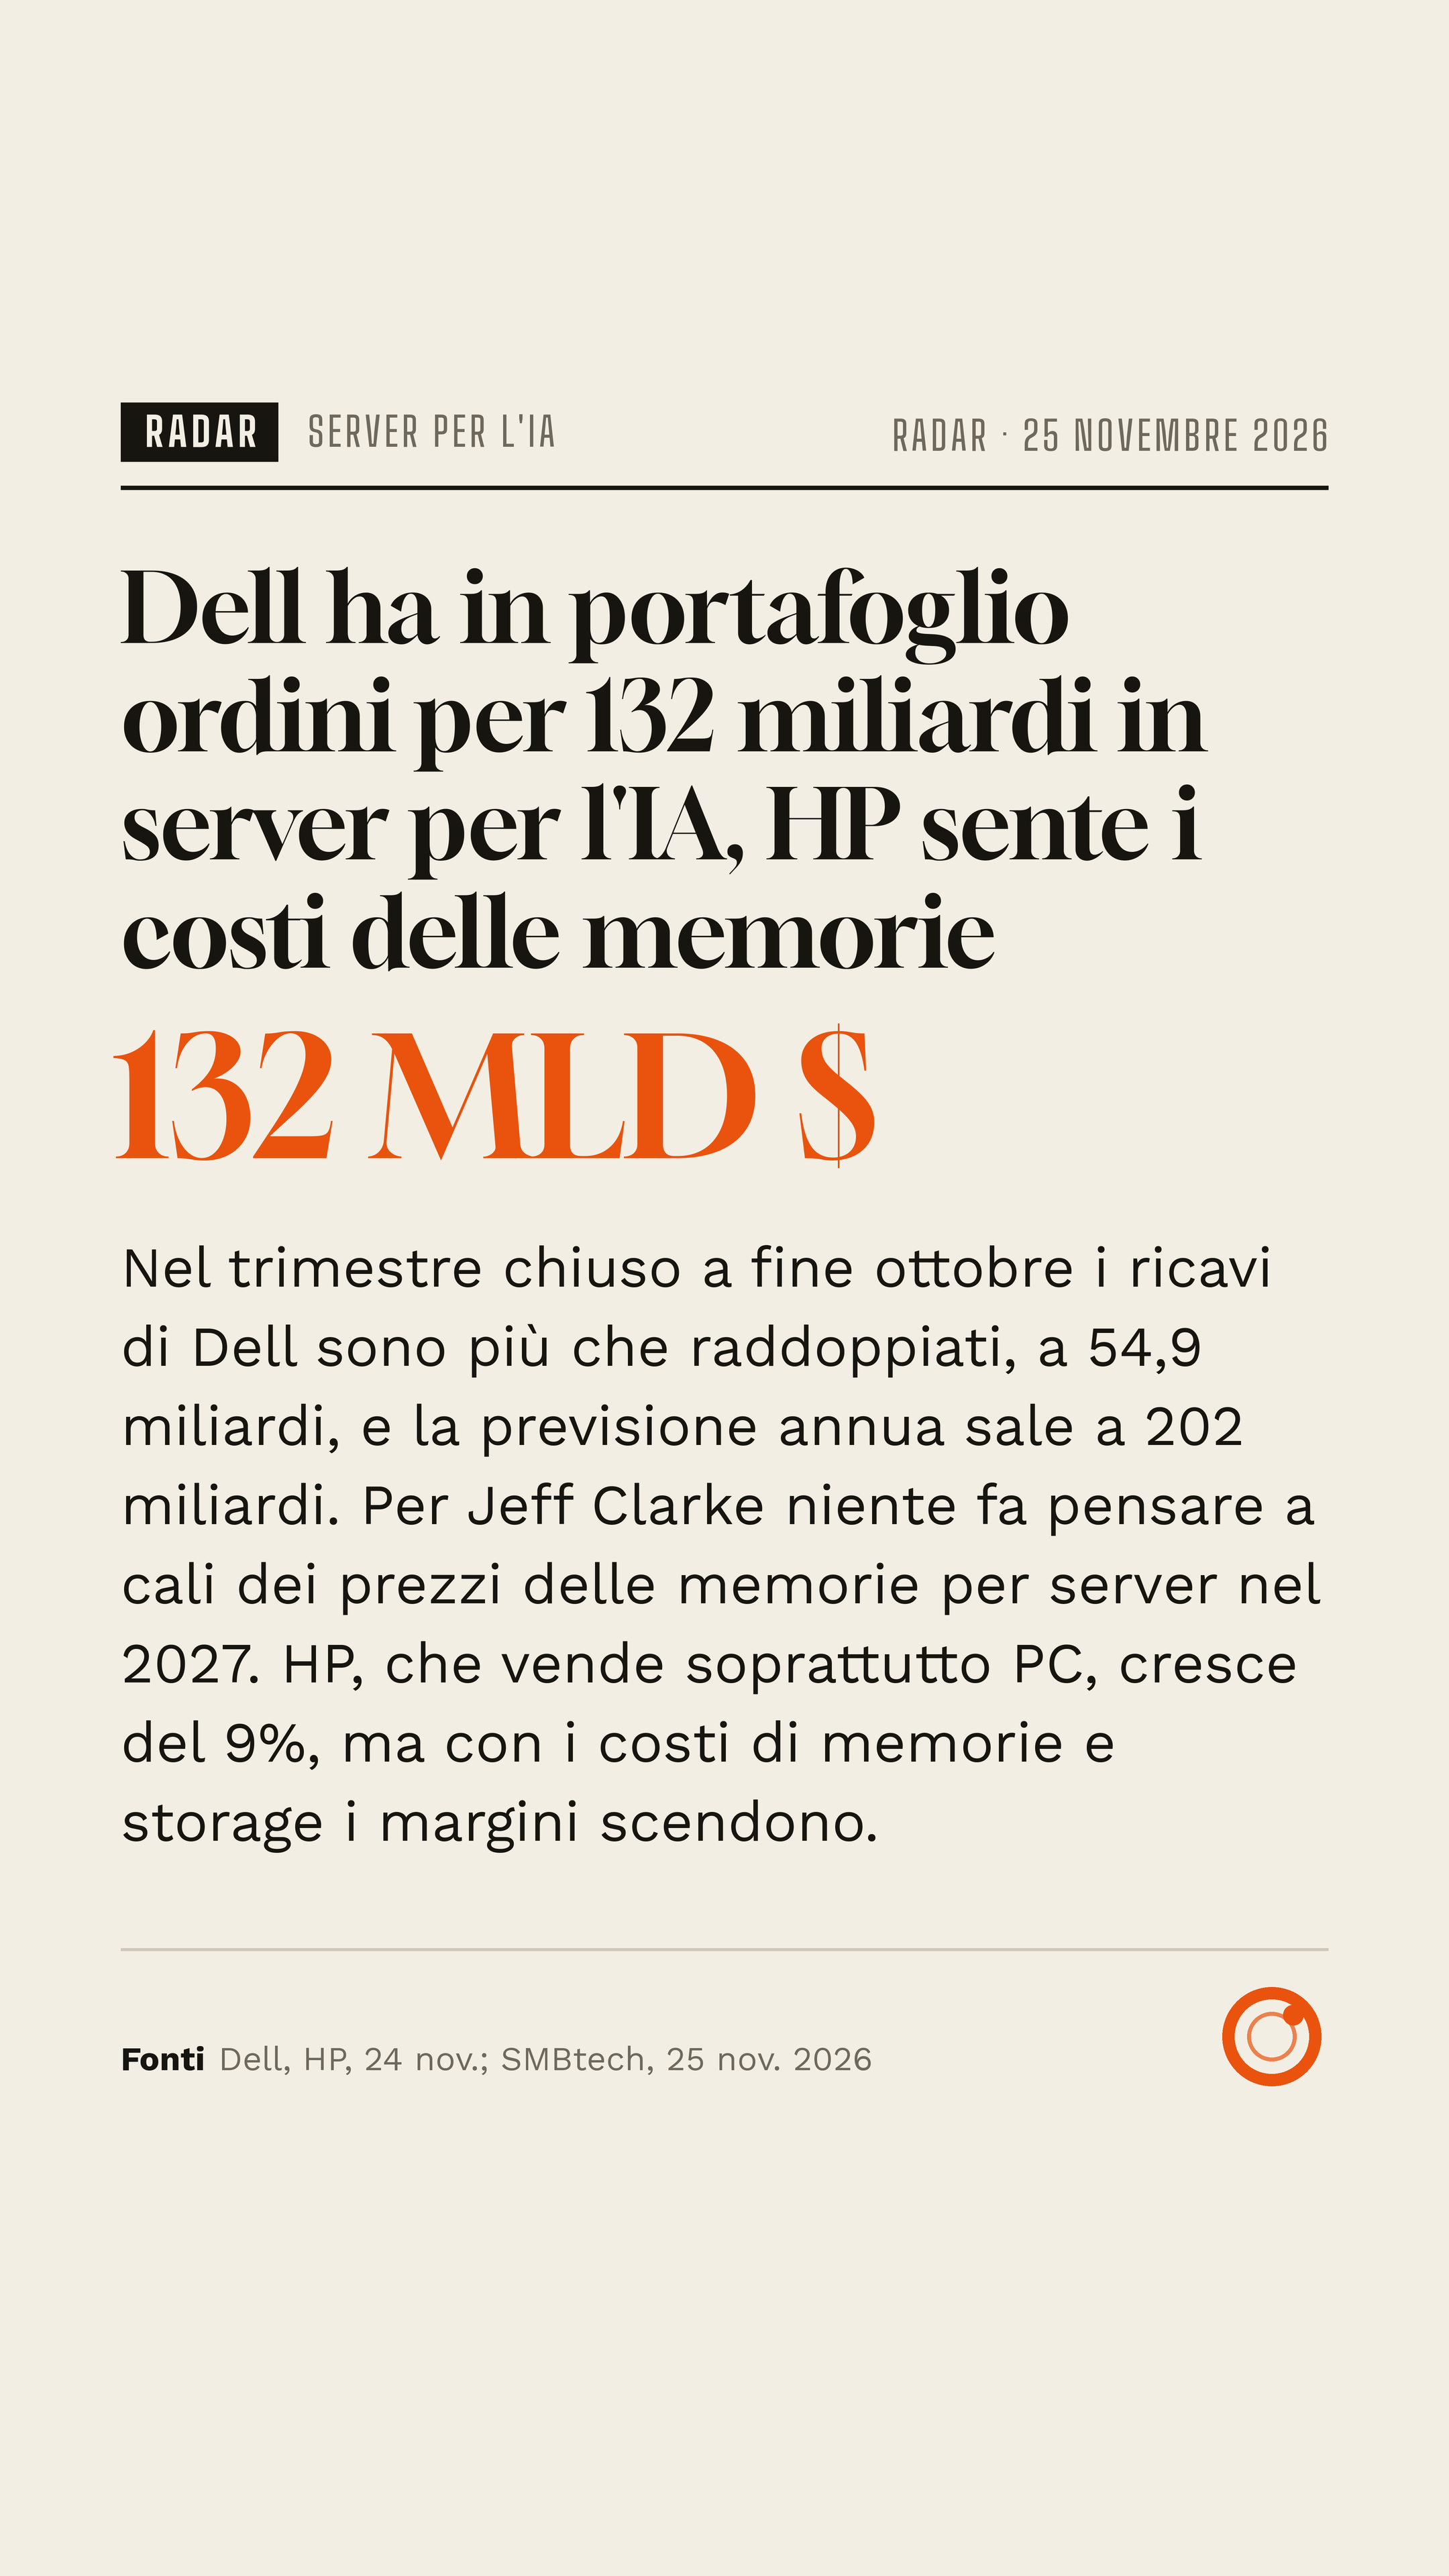 RADAR SERVER PER L'IA RADAR · 25 NOVEMBRE 2026
Dell ha in portafoglio
ordini per 132 miliardi in
server per l'IA, HP sente i
costi delle memorie
132 MLD $
Nel trimestre chiuso a fine ottobre i ricavi
di Dell sono più che raddoppiati, a 54,9
miliardi, e la previsione annua sale a 202
miliardi. Per Jeff Clarke niente fa pensare a
cali dei prezzi delle memorie per server nel
2027. HP, che vende soprattutto PC, cresce
del 9%, ma con i costi di memorie e
storage i margini scendono.
Fonti Dell, HP, 24 nov.; SMBtech, 25 nov. 2026